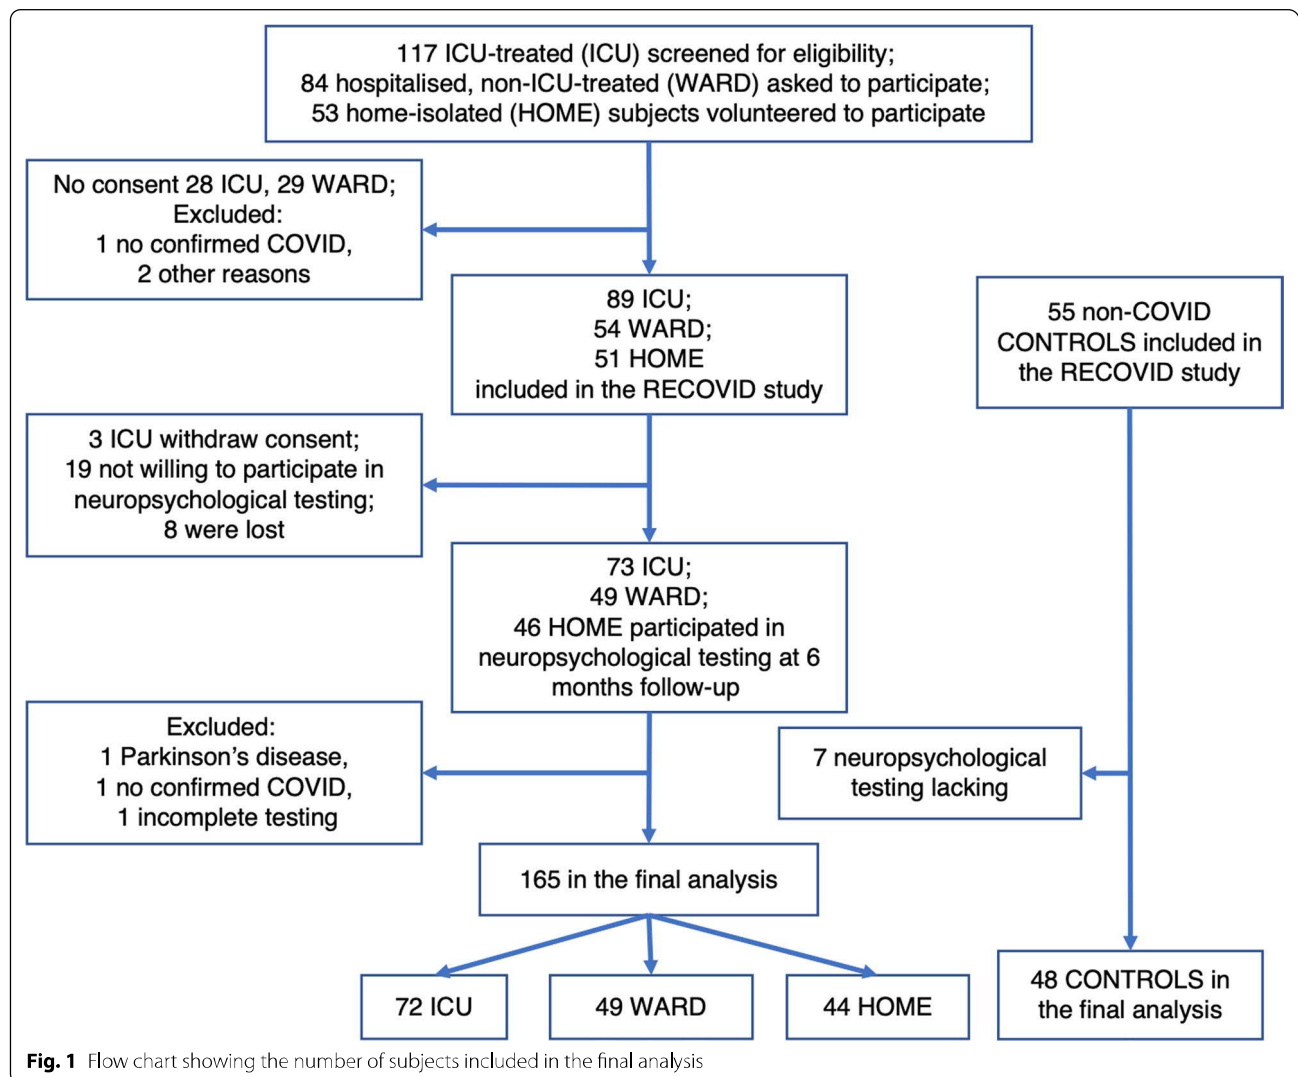 117 ICU-treated (ICU) screened for eligibility;
84 hospitalised, non-ICU-treated (WARD) asked to participate;
53 home-isolated (HOME) subjects volunteered to participate
No consent 28 ICU, 29 WARD;
Excluded:
1 no confirmed COVID,
2 other reasons
89 ICU;
54 WARD;
51 HOME
included in the RECOVID study
55 non-COVID
CONTROLS included in
the RECOVID study
3 ICU withdraw consent;
19 not willing to participate in
neuropsychological testing;
8 were lost
73 ICU;
49 WARD;
46 HOME participated in
neuropsychological testing at 6
months follow-up
Excluded:
1 Parkinson's disease,
1 no confirmed COVID,
1 incomplete testing
7 neuropsychological
testing lacking
165 in the final analysis
72 ICU
49 WARD
44 HOME
48 CONTROLS in
the final analysis
Fig. 1 Flow chart showing the number of subjects included in the final analysis